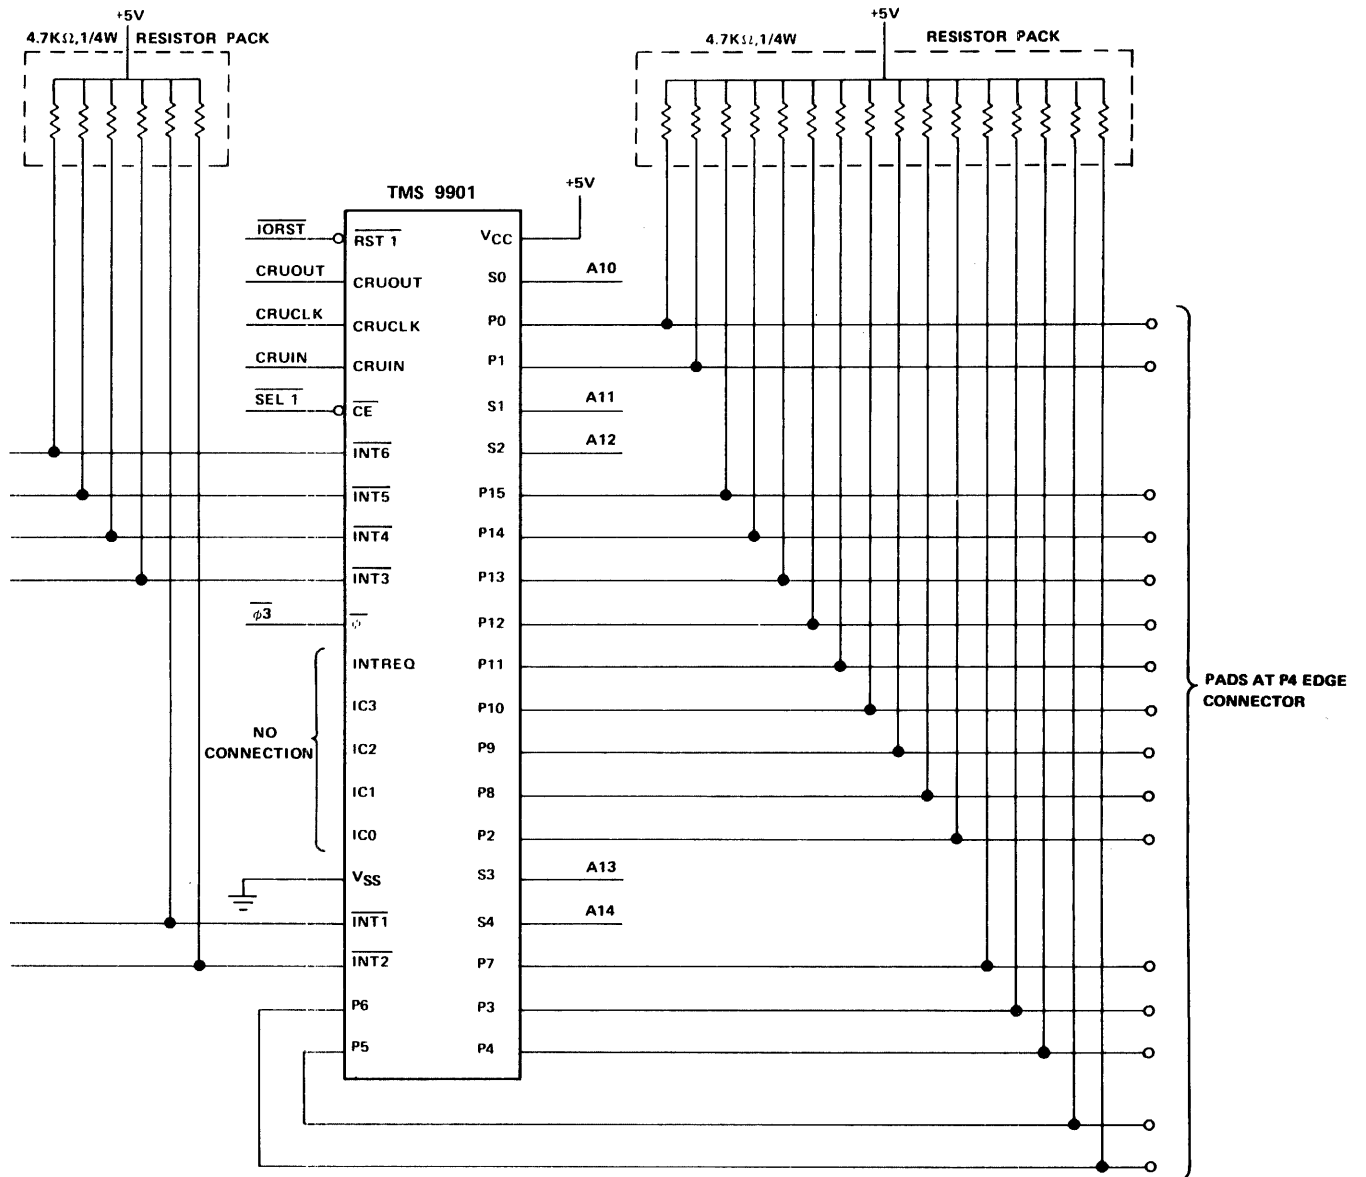 +5V
4.7KΩ,1/4W RESISTOR PACK
+5V
4.7KΩ,1/4W RESISTOR PACK
TMS 9901
+5V
IORST
RST 1
VCC
CRUOUT
CRUOUT
S0
A10
CRUCLK
CRUCLK
P0
CRUIN
CRUIN
P1
SEL 1
CE
S1
A11
INT6
S2
A12
INT5
P15
INT4
P14
INT3
P13
φ3
φ
P12
INTREQ
P11
IC3
P10
NO
CONNECTION
IC2
P9
IC1
P8
IC0
P2
VSS
S3
A13
INT1
S4
A14
INT2
P7
P6
P3
P5
P4
PADS AT P4 EDGE
CONNECTOR